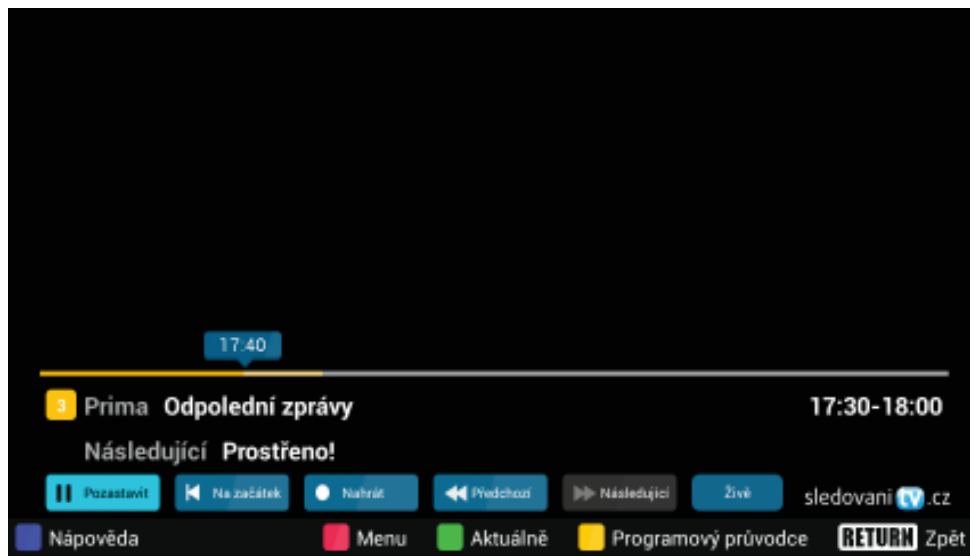 17:40
3 Prima Odpolední zprávy 17:30-18:00
Následující Prostřeno!
Pozastavit Na začátek Nahrát Předchozí Následující Živě sledovanitv.cz
Nápověda Menu Aktuálně Programový průvodce RETURN Zpět